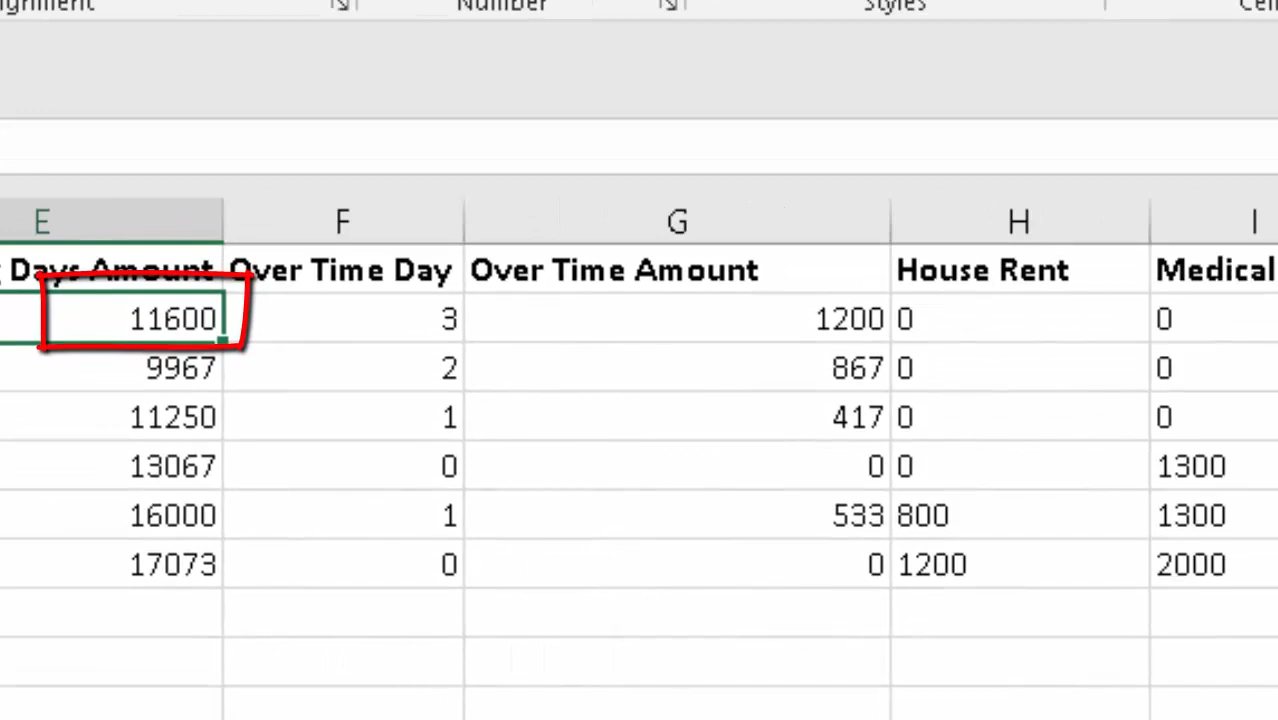 Number Styles
E F G H I
Days Amount Over Time Day Over Time Amount House Rent Medical
11600 3 1200 0 0
9967 2 867 0 0
11250 1 417 0 0
13067 0 0 0 1300
16000 1 533 800 1300
17073 0 0 1200 2000